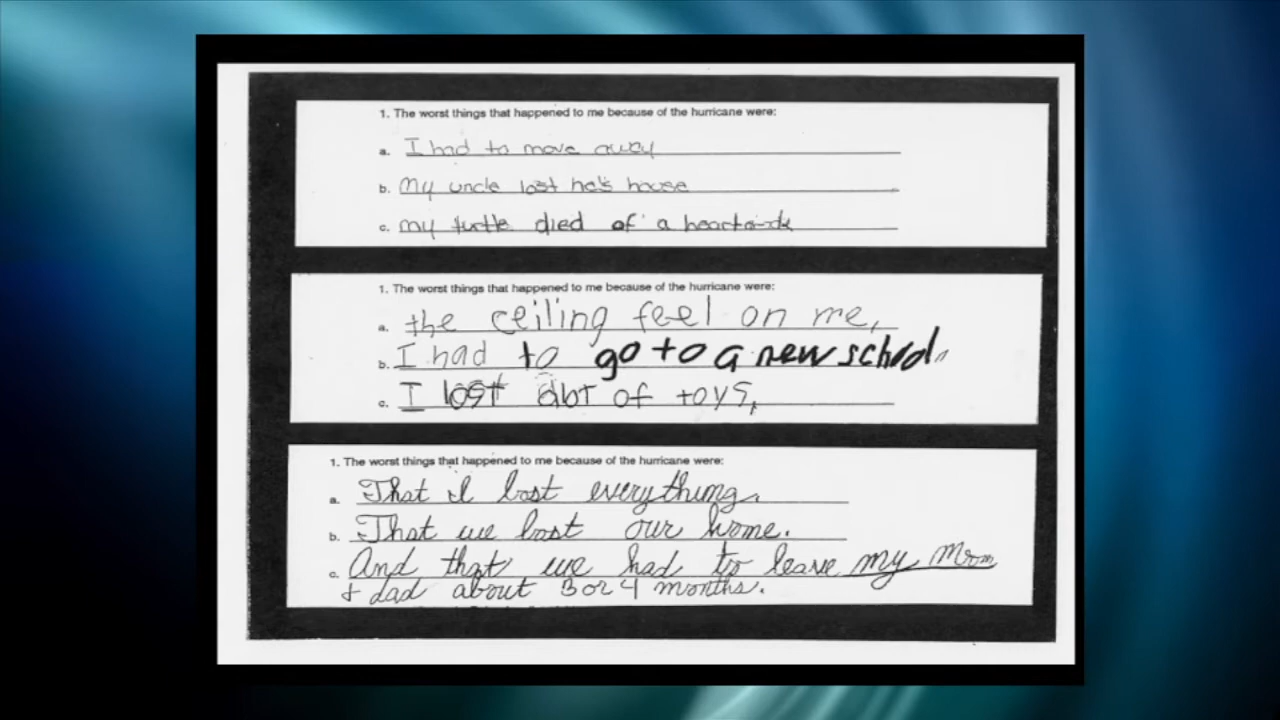 1. The worst things that happened to me because of the hurricane were:
a. I had to move away
b. My uncle lost he's house
c. my turtle died of a
1. The worst things that happened to me because of the hurricane were:
a. the ceiling feel on me,
b. I had to go to a new school.
c. I lost alot of toys,
1. The worst things that happened to me because of the hurricane were:
a. That I lost everything.
b. That we lost our home.
c. And that we had to leave my Mom
+ dad about 3 or 4 months.